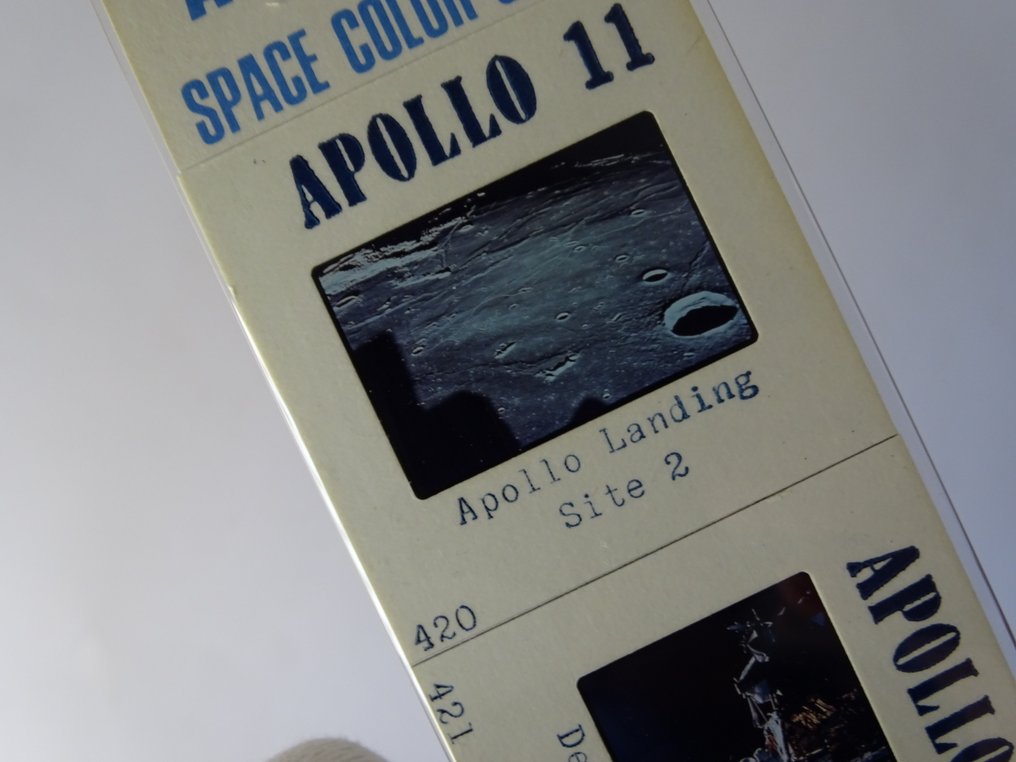 SPACE COLOR
APOLLO 11
Apollo Landing
Site 2
420
421
APOLLO